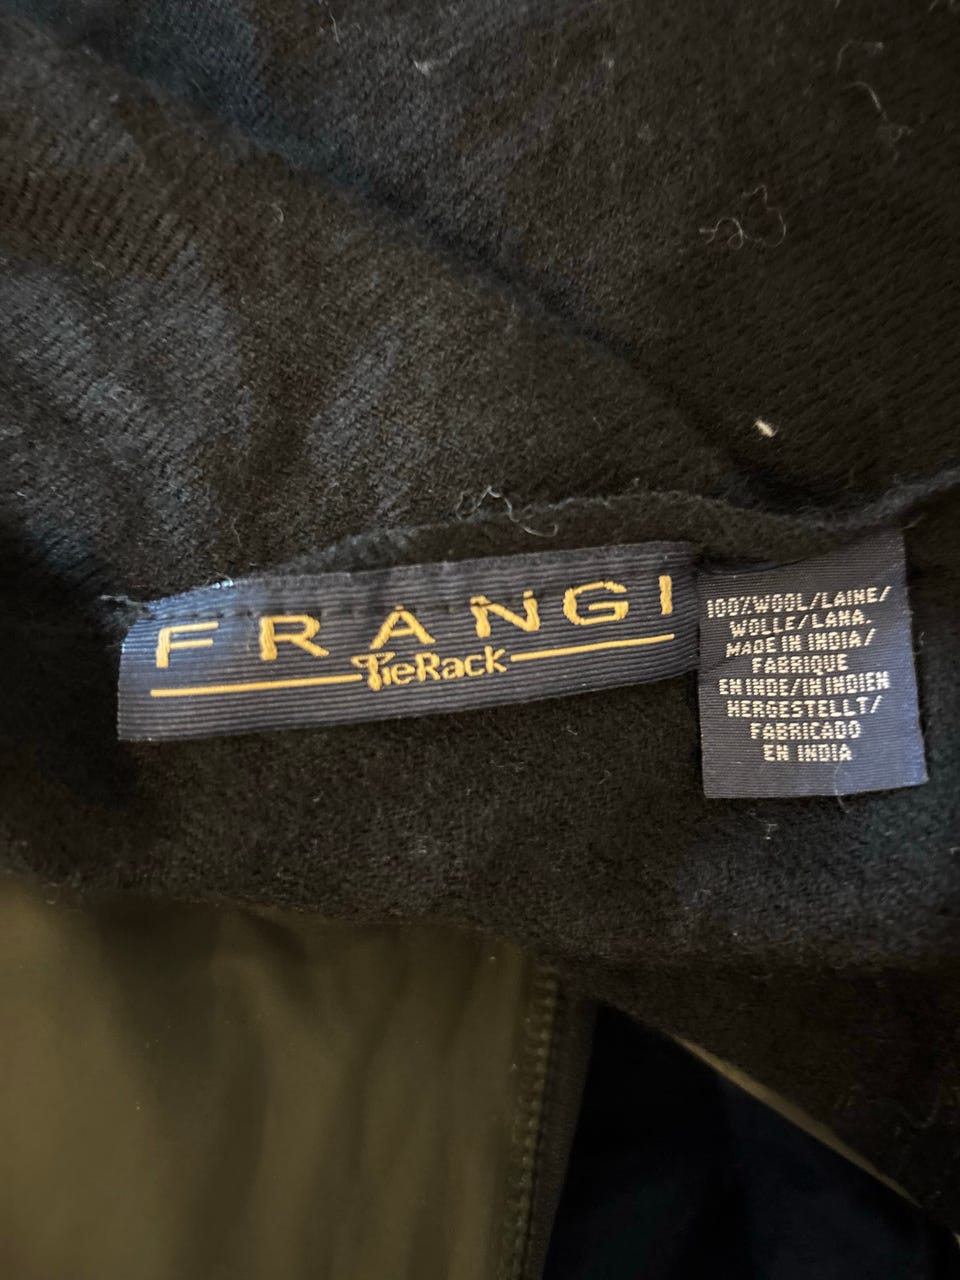 FRANGI
TieRack
100%WOOL/LAINE/
WOLLE/LANA.
MADE IN INDIA/
FABRIQUE
EN INDE/IN INDIEN
HERGESTELLT/
FABRICADO
EN INDIA